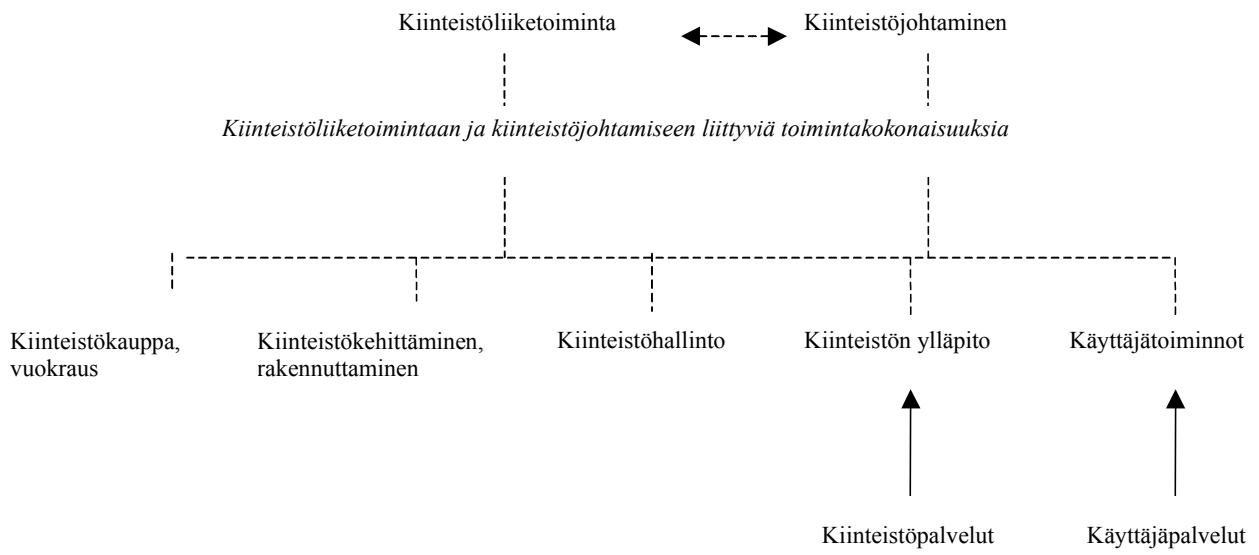 Kiinteistöliiketoiminta
Kiinteistöjohtaminen
Kiinteistöliiketoimintaan ja kiinteistöjohtamiseen liittyviä toimintakokonaisuuksia
Kiinteistökauppa,
vuokraus
Kiinteistökehittäminen,
rakennuttaminen
Kiinteistöhallinto
Kiinteistön ylläpito
Käyttäjätoiminnot
Kiinteistöpalvelut
Käyttäjäpalvelut